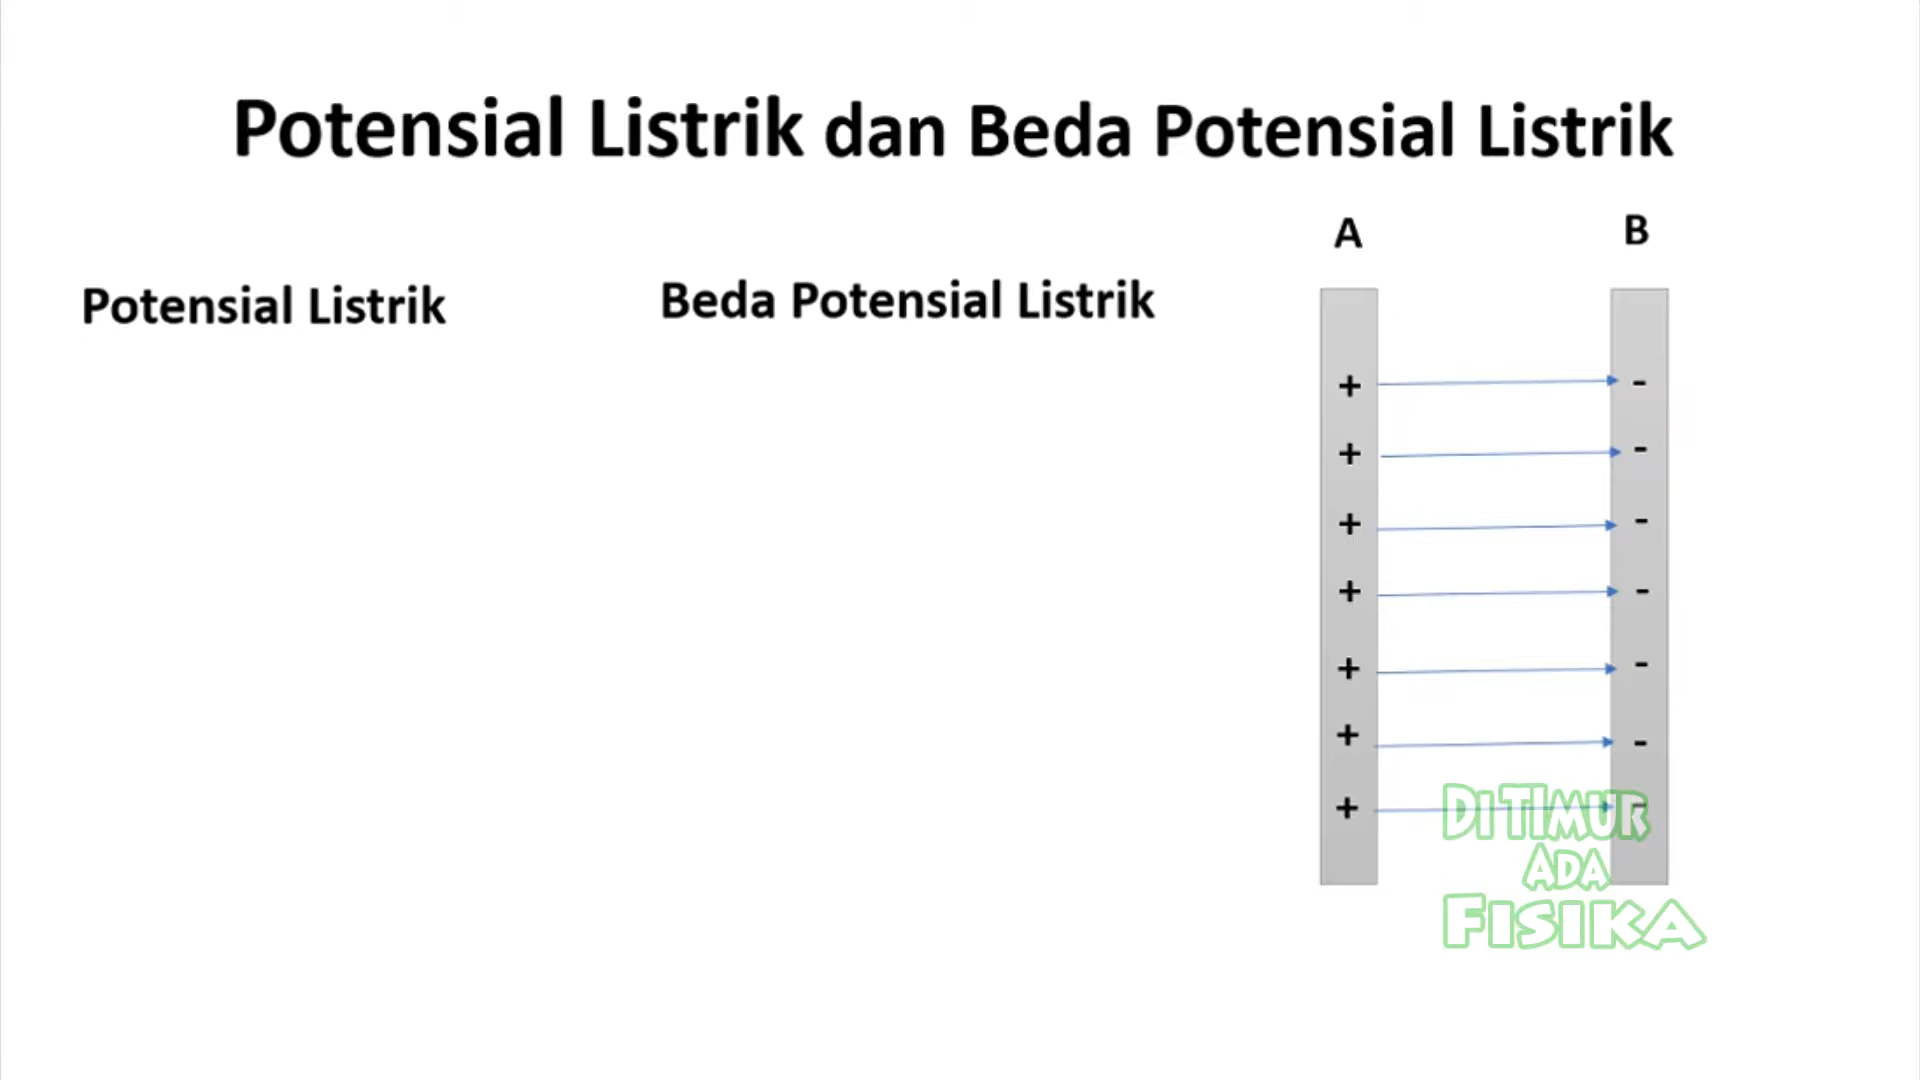 Potensial Listrik dan Beda Potensial Listrik
Potensial Listrik
Beda Potensial Listrik
A B
+ -
+ -
+ -
+ -
+ -
+ -
+ -
Di Timur
Ada
Fisika